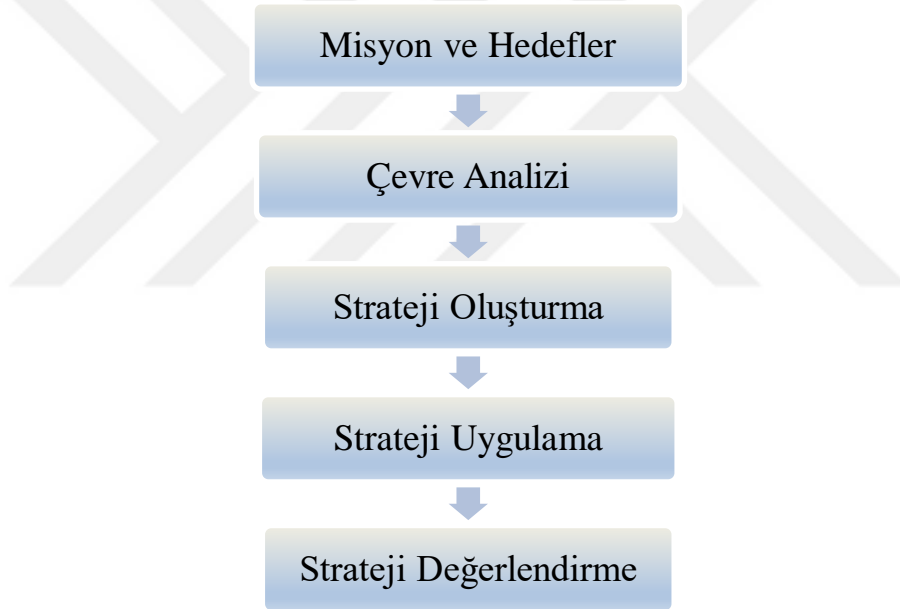 Misyon ve Hedefler
Çevre Analizi
Strateji Oluşturma
Strateji Uygulama
Strateji Değerlendirme